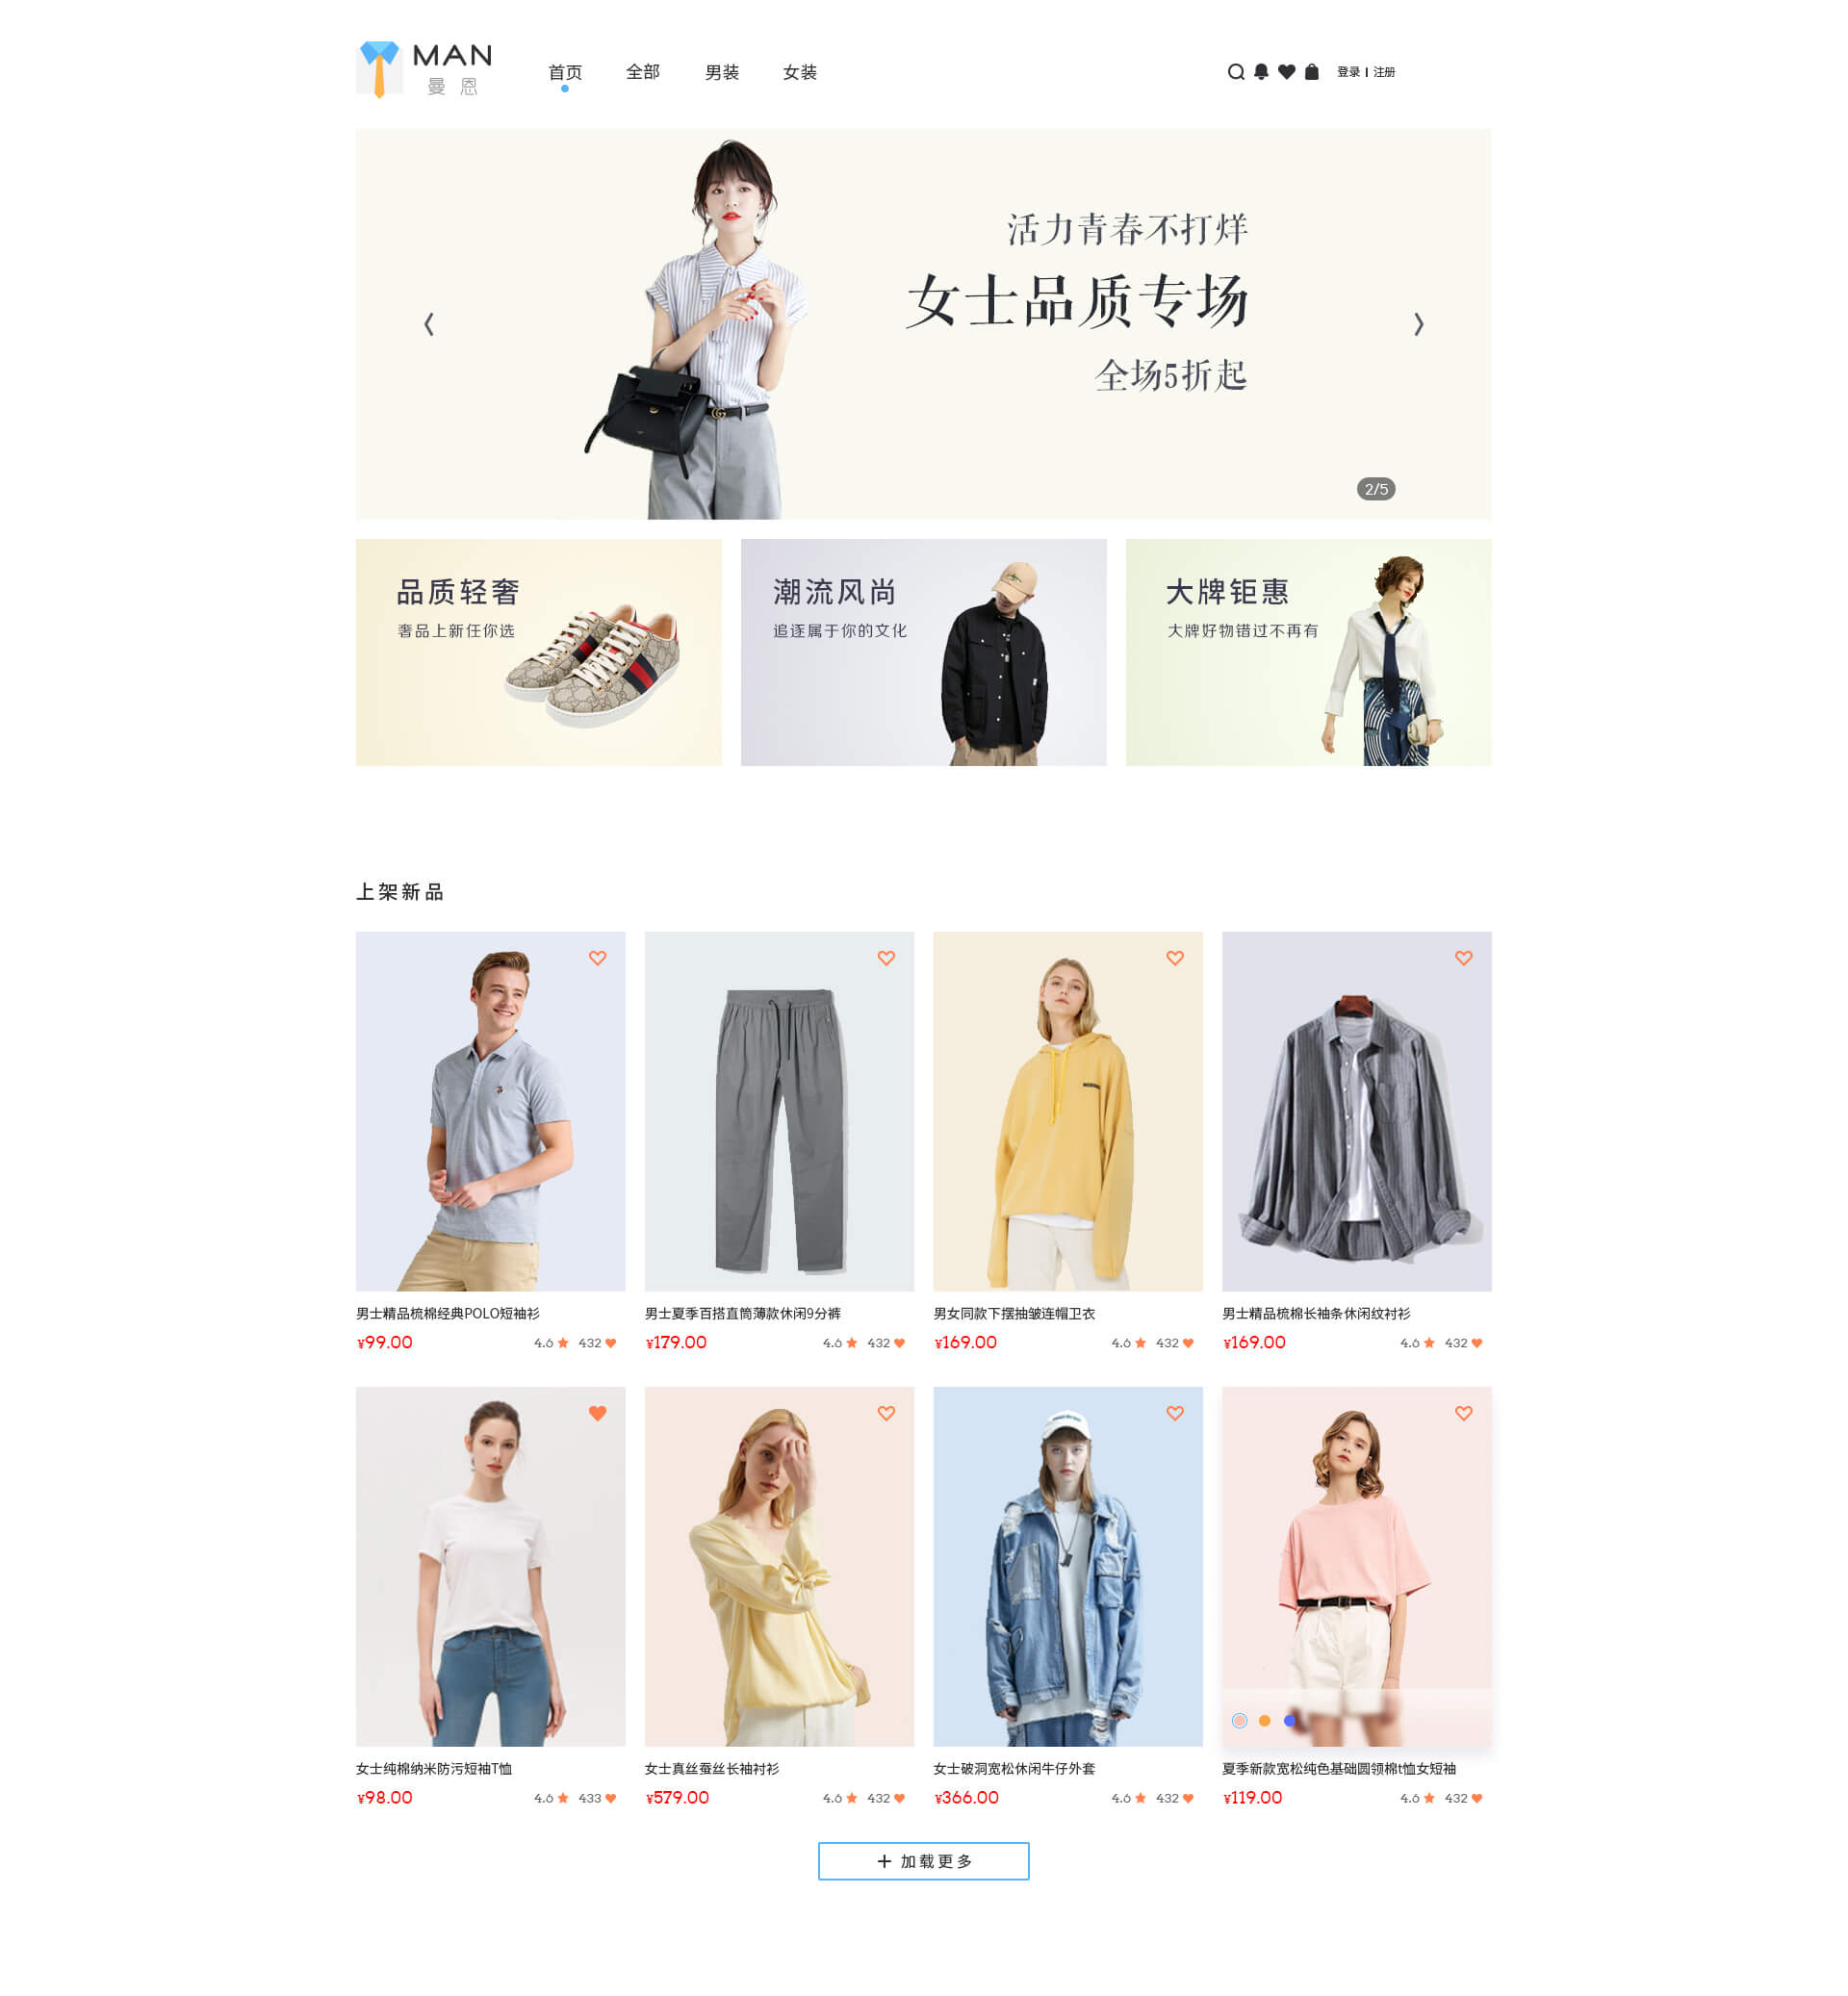 MAN
曼恩
首页 全部 男装 女装
登录 | 注册
活力青春不打烊
女士品质专场
全场5折起
2/5
品质轻奢
奢品上新任你选
潮流风尚
追逐属于你的文化
大牌钜惠
大牌好物错过不再有
上架新品
男士精品梳棉经典POLO短袖衫
¥99.00 4.6 432
男士夏季百搭直筒薄款休闲9分裤
¥179.00 4.6 432
男女同款下摆抽皱连帽卫衣
¥169.00 4.6 432
男士精品梳棉长袖条休闲纹衬衫
¥169.00 4.6 432
女士纯棉纳米防污短袖T恤
¥98.00 4.6 433
女士真丝蚕丝长袖衬衫
¥579.00 4.6 432
女士破洞宽松休闲牛仔外套
¥366.00 4.6 432
夏季新款宽松纯色基础圆领棉t恤女短袖
¥119.00 4.6 432
+ 加载更多